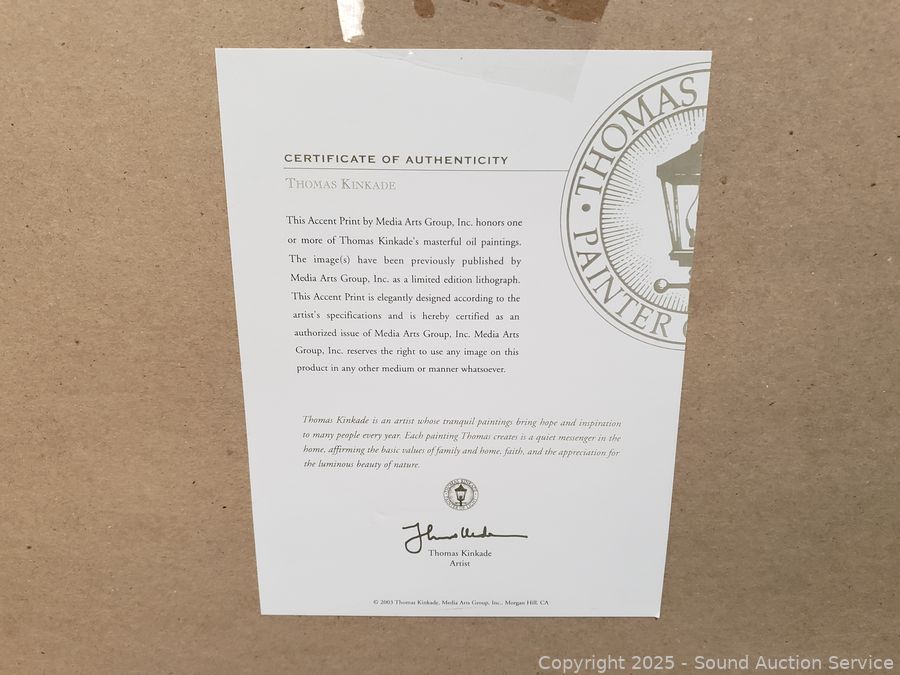 CERTIFICATE OF AUTHENTICITY
THOMAS KINKADE
This Accent Print by Media Arts Group, Inc. honors one
or more of Thomas Kinkade's masterful oil paintings.
The image(s) have been previously published by
Media Arts Group, Inc. as a limited edition lithograph.
This Accent Print is elegantly designed according to the
artist's specifications and is hereby certified as an
authorized issue of Media Arts Group, Inc. Media Arts
Group, Inc. reserves the right to use any image on this
product in any other medium or manner whatsoever.
THOMAS
PAINTER
Thomas Kinkade is an artist whose tranquil paintings bring hope and inspiration
to many people every year. Each painting Thomas creates is a quiet messenger in the
home, affirming the basic values of family and home, faith, and the appreciation for
the luminous beauty of nature.
Thomas Kinkade
Artist
© 2003 Thomas Kinkade, Media Arts Group, Inc., Morgan Hill, CA
Copyright 2025 - Sound Auction Service